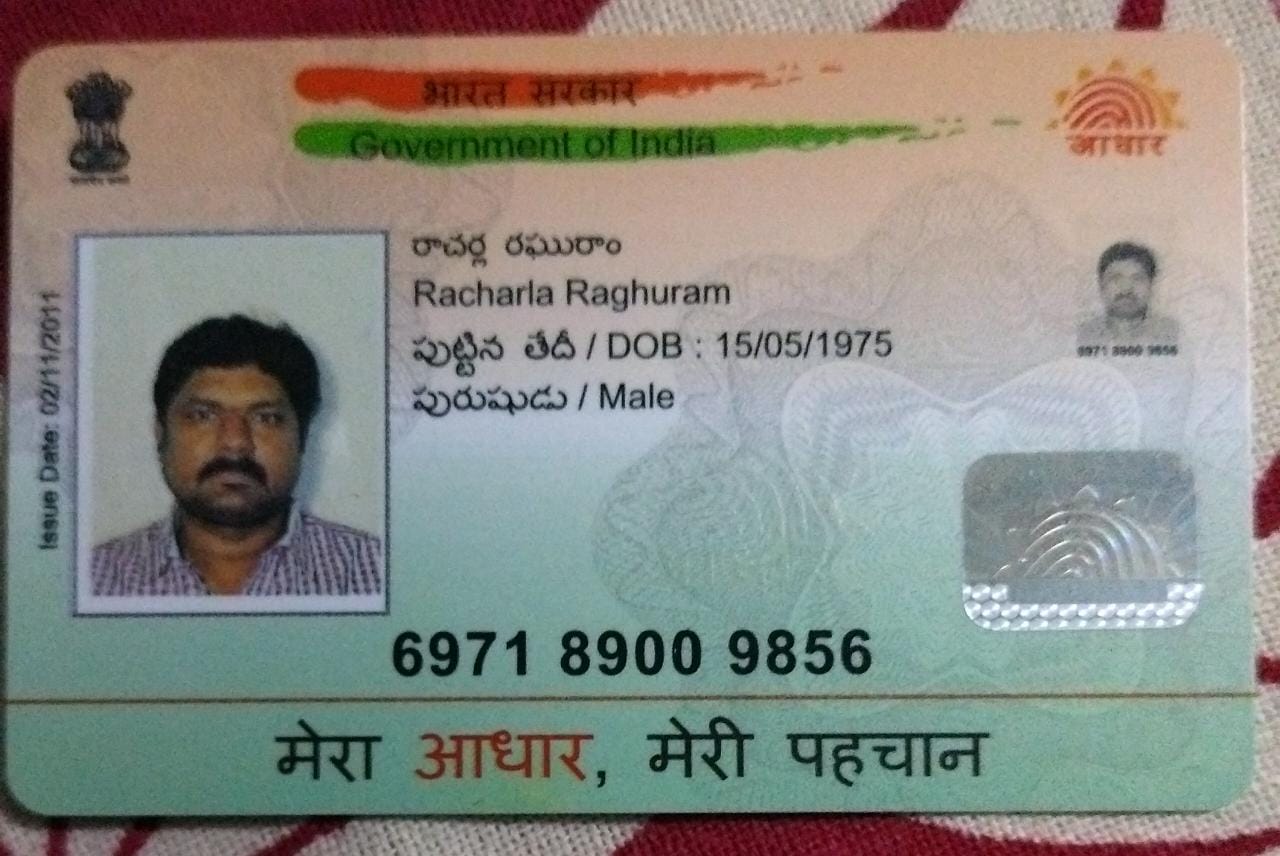 भारत सरकार
Government of India
आधार
రాచర్ల రఘురాం
Racharla Raghuram
పుట్టిన తేదీ / DOB : 15/05/1975
పురుషుడు / Male
Issue Date: 02/11/2011
6971 8900 9856
6971 8900 9856
मेरा आधार, मेरी पहचान